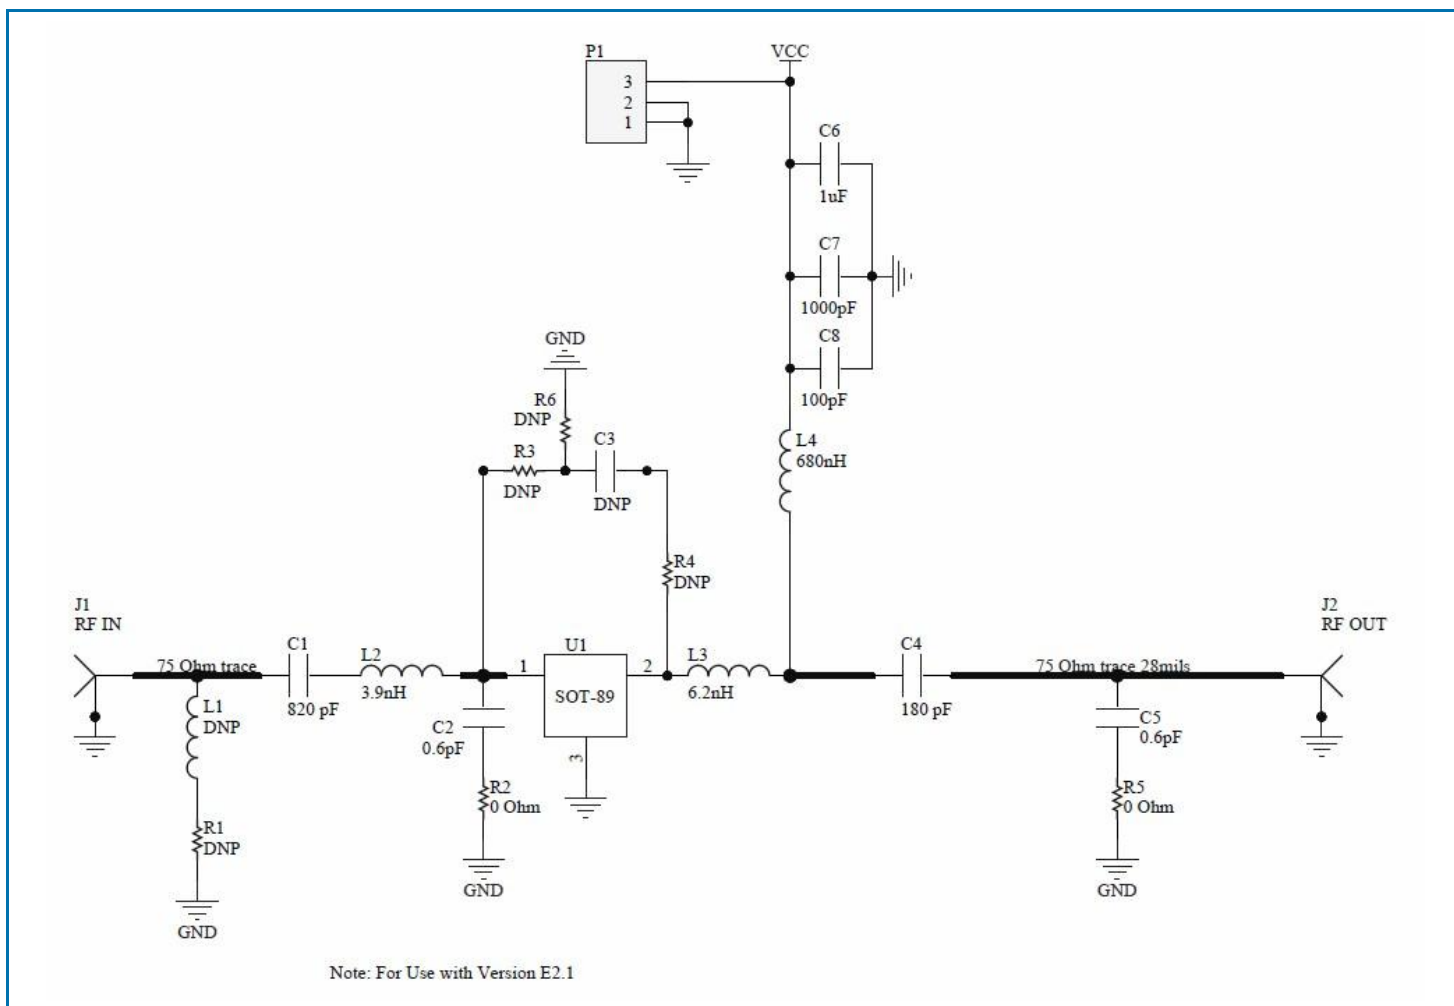 P1
VCC
3
2
1
C6
1uF
C7
1000pF
C8
100pF
GND
R6
DNP
L4
680nH
R3
DNP
C3
DNP
R4
DNP
J1
RF IN
75 Ohm trace
C1
820 pF
L2
3.9nH
1
U1
SOT-89
2
3
L3
6.2nH
C4
180 pF
75 Ohm trace 28mils
J2
RF OUT
L1
DNP
C2
0.6pF
C5
0.6pF
R1
DNP
R2
0 Ohm
R5
0 Ohm
GND
GND
GND
Note: For Use with Version E2.1